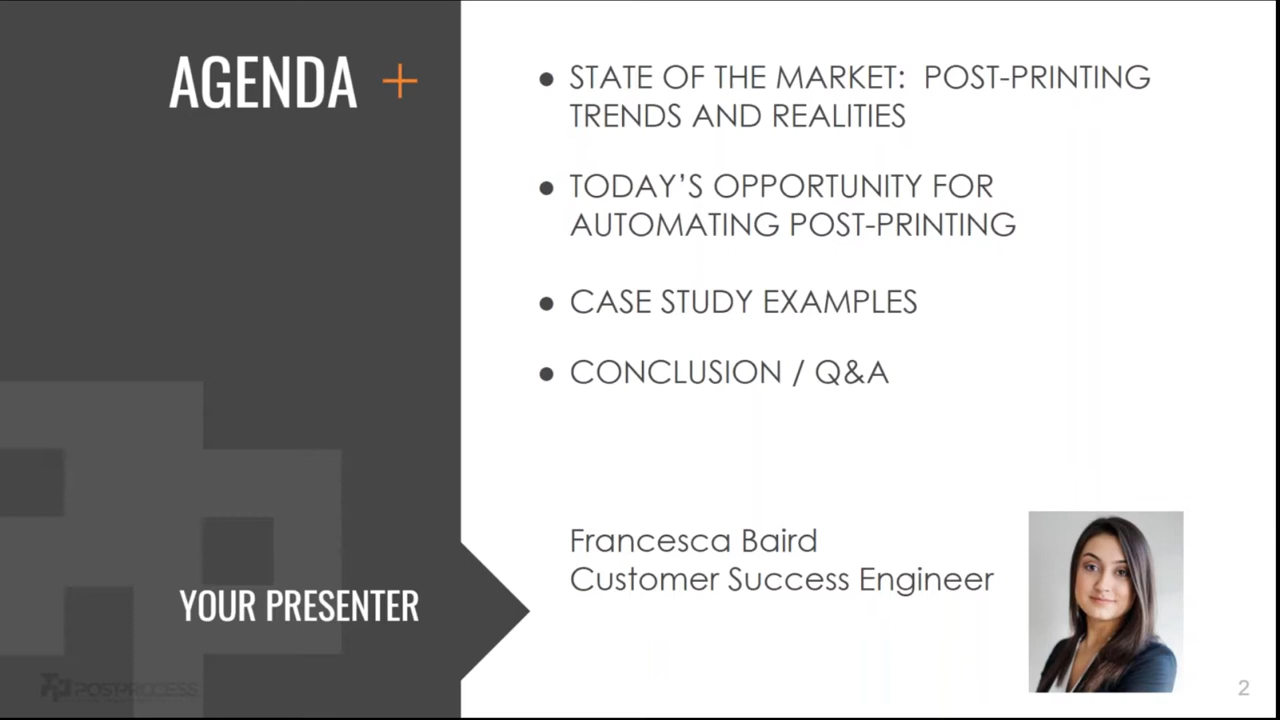 AGENDA +
● STATE OF THE MARKET: POST-PRINTING
TRENDS AND REALITIES
● TODAY'S OPPORTUNITY FOR
AUTOMATING POST-PRINTING
● CASE STUDY EXAMPLES
● CONCLUSION / Q&A
Francesca Baird
Customer Success Engineer
YOUR PRESENTER
POSTPROCESS
2